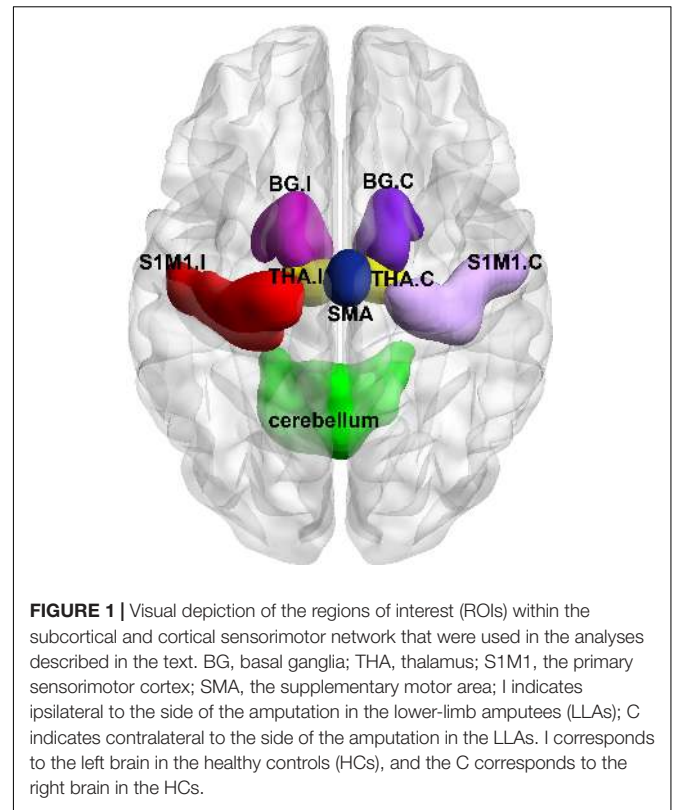 BG.I BG.C
S1M1.I S1M1.C
THA.I THA.C
SMA
cerebellum
FIGURE 1 | Visual depiction of the regions of interest (ROIs) within the
subcortical and cortical sensorimotor network that were used in the analyses
described in the text. BG, basal ganglia; THA, thalamus; S1M1, the primary
sensorimotor cortex; SMA, the supplementary motor area; I indicates
ipsilateral to the side of the amputation in the lower-limb amputees (LLAs); C
indicates contralateral to the side of the amputation in the LLAs. I corresponds
to the left brain in the healthy controls (HCs), and the C corresponds to the
right brain in the HCs.